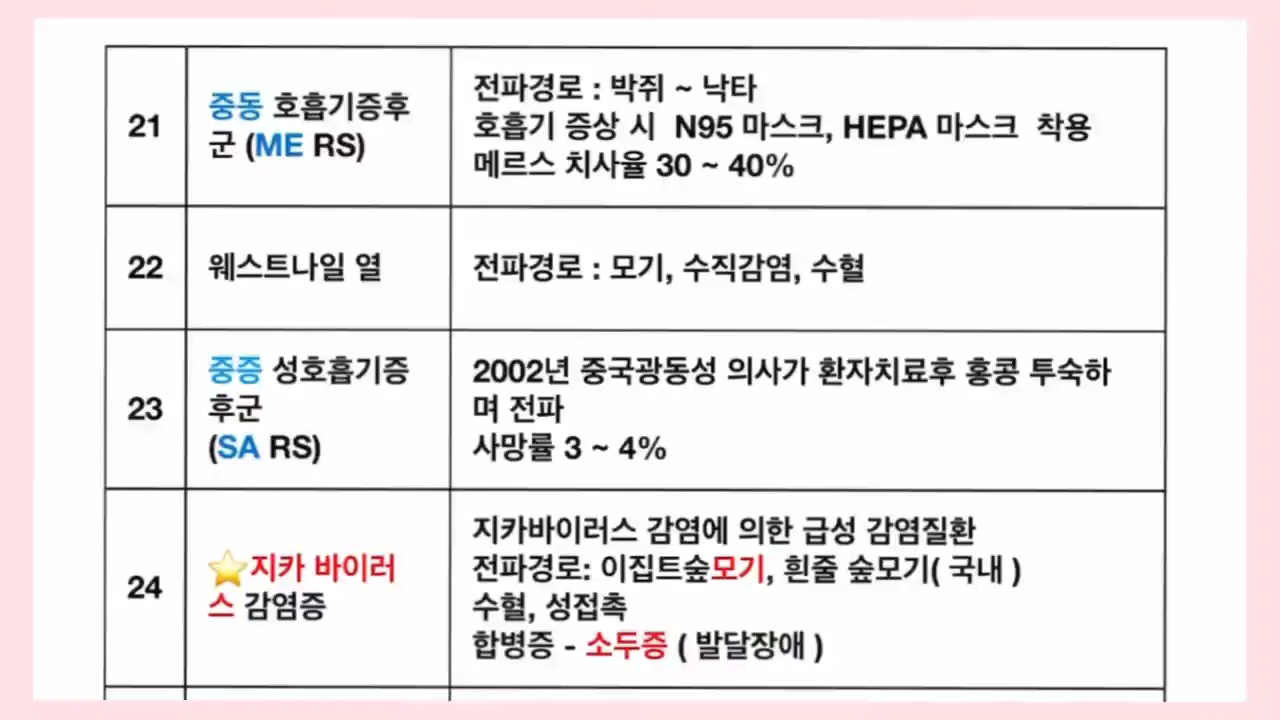 21
중동 호흡기증후
군 (ME RS)
전파경로 : 박쥐 ~ 낙타
호흡기 증상 시 N95 마스크, HEPA 마스크 착용
메르스 치사율 30 ~ 40%
22
웨스트나일 열
전파경로 : 모기, 수직감염, 수혈
23
중증 성호흡기증
후군
(SA RS)
2002년 중국광동성 의사가 환자치료후 홍콩 투숙하
며 전파
사망률 3 ~ 4%
24
⭐지카 바이러
스 감염증
지카바이러스 감염에 의한 급성 감염질환
전파경로: 이집트숲모기, 흰줄 숲모기( 국내 )
수혈, 성접촉
합병증 - 소두증 ( 발달장애 )